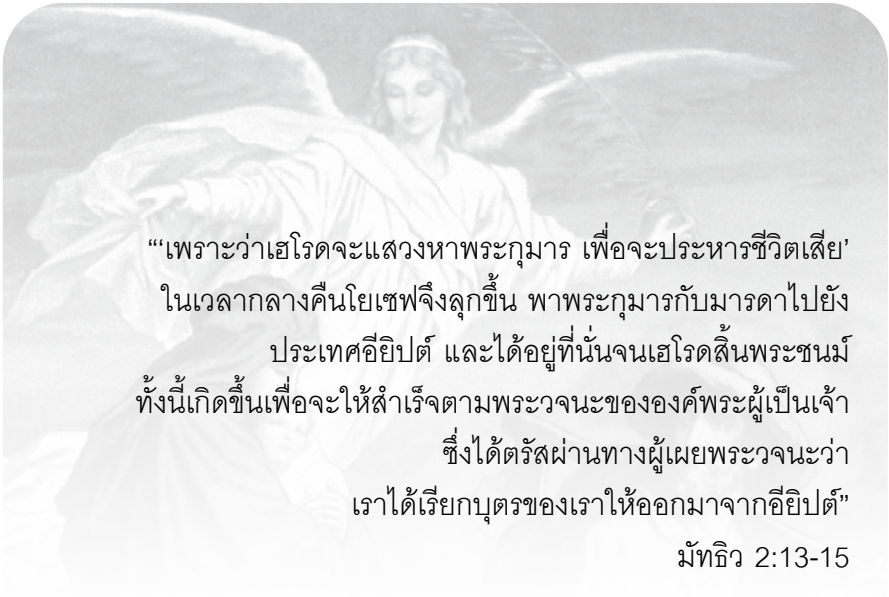 “‘เพราะว่าเฮโรดจะแสวงหาพระกุมาร เพื่อจะประหารชีวิตเสีย’
ในเวลากลางคืนโยเซฟจึงลุกขึ้น พาพระกุมารกับมารดาไปยัง
ประเทศอียิปต์ และได้อยู่ที่นั่นจนเฮโรดสิ้นพระชนม์
ทั้งนี้เกิดขึ้นเพื่อจะให้สำเร็จตามพระวจนะขององค์พระผู้เป็นเจ้า
ซึ่งได้ตรัสผ่านทางผู้เผยพระวจนะว่า
เราได้เรียกบุตรของเราให้ออกมาจากอียิปต์”
มัทธิว 2:13-15